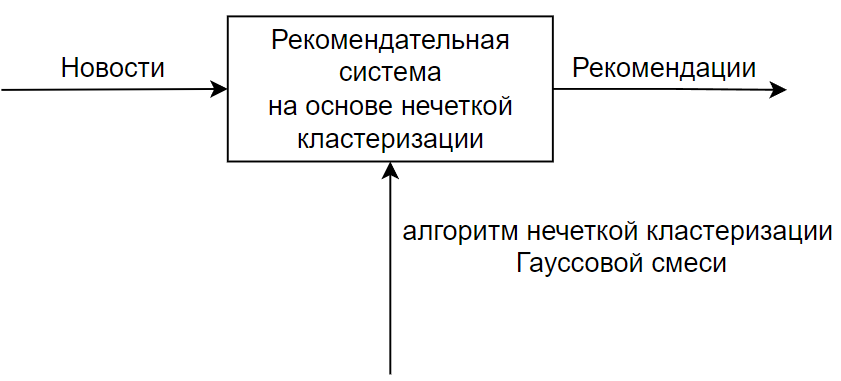 Новости
Рекомендательная
система
на основе нечеткой
кластеризации
Рекомендации
алгоритм нечеткой кластеризации
Гауссовой смеси